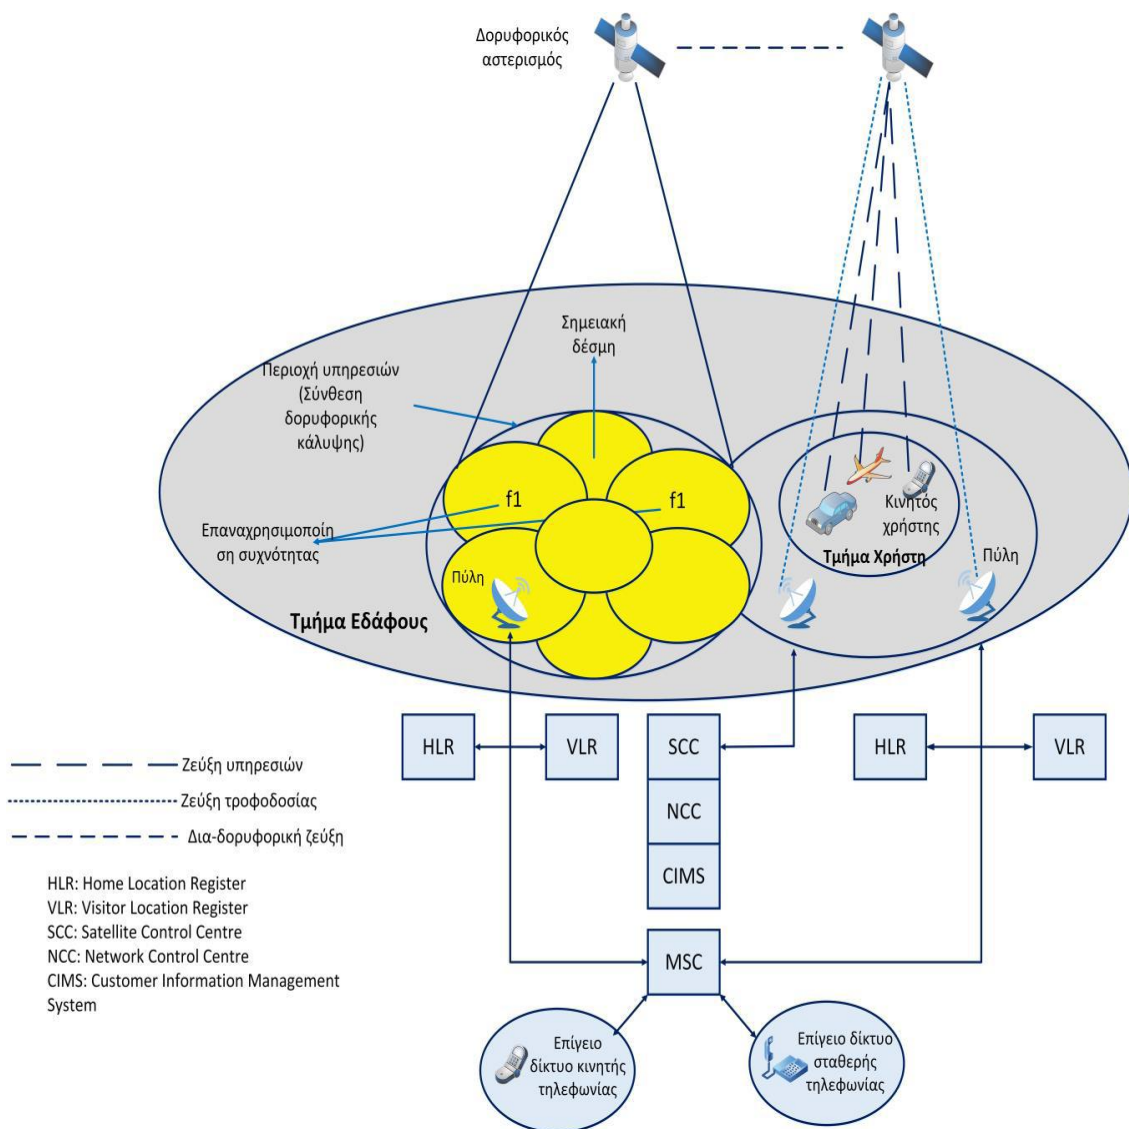 Δορυφορικός
αστερισμός
Σημειακή
δέσμη
Περιοχή υπηρεσιών
(Σύνθεση
δορυφορικής
κάλυψης)
f1
f1
Επαναχρησιμοποίη
ση συχνότητας
Κινητός
χρήστης
Τμήμα Χρήστη
Πύλη
Πύλη
Τμήμα Εδάφους
HLR
VLR
SCC
HLR
VLR
NCC
CIMS
MSC
Ζεύξη υπηρεσιών
Ζεύξη τροφοδοσίας
Δια-δορυφορική ζεύξη
HLR: Home Location Register
VLR: Visitor Location Register
SCC: Satellite Control Centre
NCC: Network Control Centre
CIMS: Customer Information Management
System
Επίγειο
δίκτυο κινητής
τηλεφωνίας
Επίγειο δίκτυο
σταθερής
τηλεφωνίας